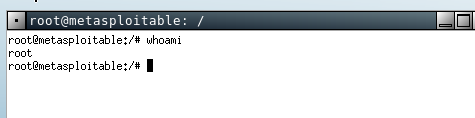 root@metasploitable: /
root@metasploitable:/# whoami
root
root@metasploitable:/#